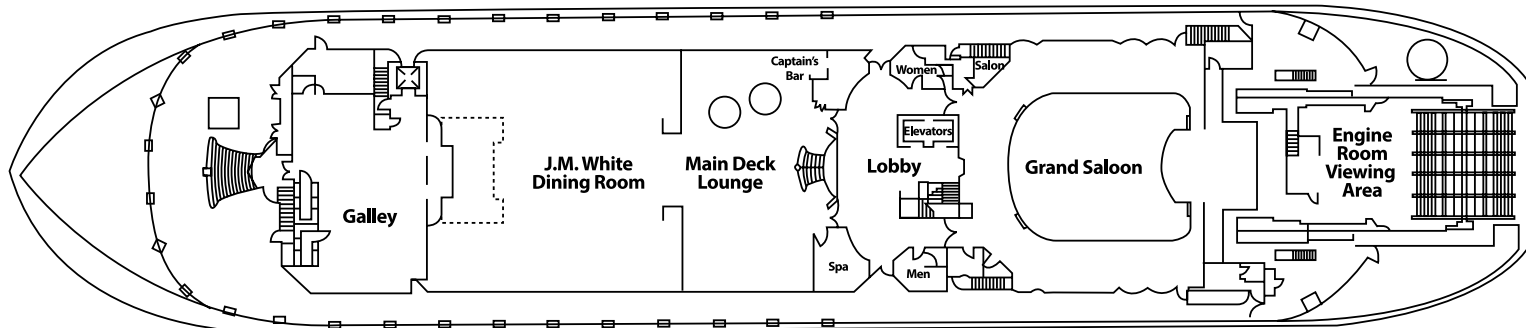 Galley
J.M. White
Dining Room
Main Deck
Lounge
Captain's
Bar
Spa
Women
Salon
Elevators
Lobby
Men
Grand Saloon
Engine
Room
Viewing
Area